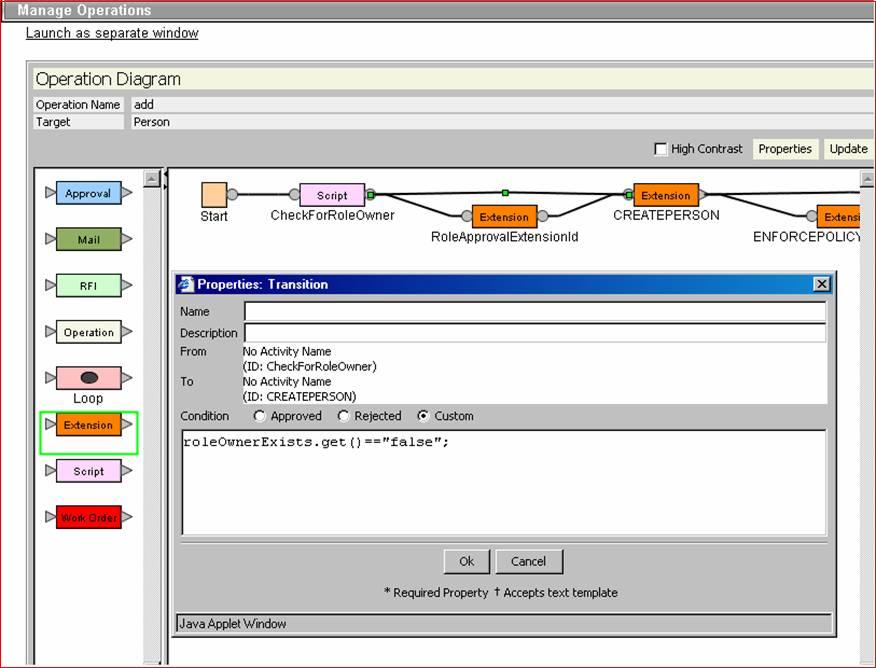 Manage Operations
Launch as separate window
Operation Diagram
Operation Name add
Target Person
High Contrast Properties Update
Approval
Mail
RFI
Operation
Loop
Extension
Script
Work Order
Start
Script
CheckForRoleOwner
Extension
RoleApprovalExtensionId
Extension
CREATEPERSON
Extensi
ENFORCEPOLICY
Properties: Transition
Name
Description
From No Activity Name
(ID: CheckForRoleOwner)
To No Activity Name
(ID: CREATEPERSON)
Condition Approved Rejected Custom
roleOwnerExists.get()=="false";
Ok Cancel
* Required Property † Accepts text template
Java Applet Window